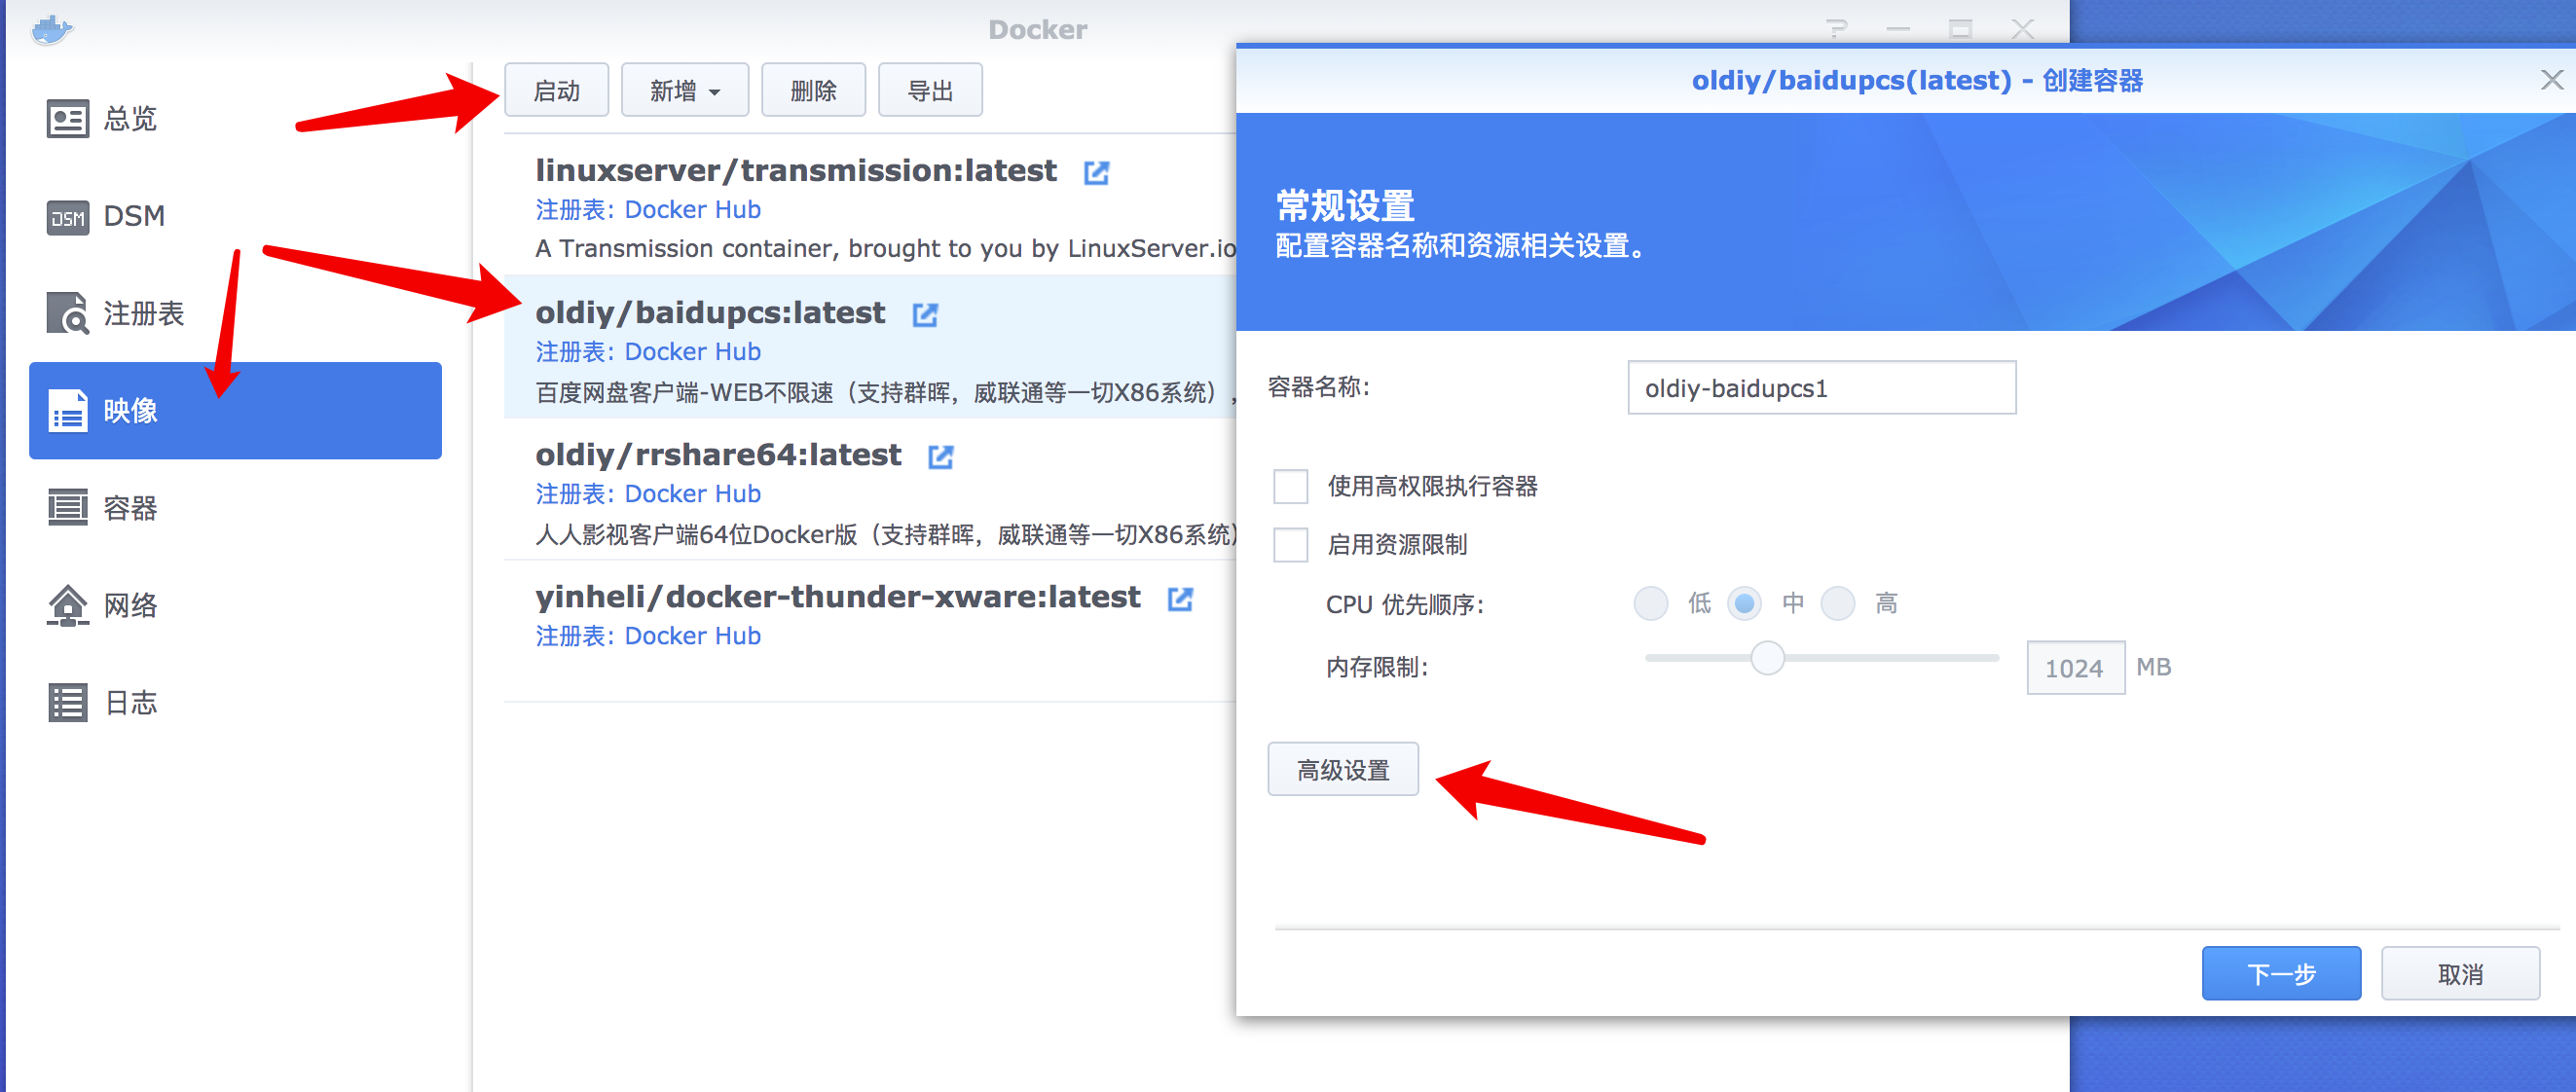 Docker
总览
DSM
注册表
映像
容器
网络
日志
启动
新增
删除
导出
linuxserver/transmission:latest
注册表: Docker Hub
A Transmission container, brought to you by LinuxServer.io
oldiy/baidupcs:latest
注册表: Docker Hub
百度网盘客户端-WEB不限速（支持群晖，威联通等一切X86系统），
oldiy/rrshare64:latest
注册表: Docker Hub
人人影视客户端64位Docker版（支持群晖，威联通等一切X86系统）
yinheli/docker-thunder-xware:latest
注册表: Docker Hub
oldiy/baidupcs(latest) - 创建容器
常规设置
配置容器名称和资源相关设置。
容器名称: oldiy-baidupcs1
使用高权限执行容器
启用资源限制
CPU 优先顺序: 低 中 高
内存限制: 1024 MB
高级设置
下一步
取消